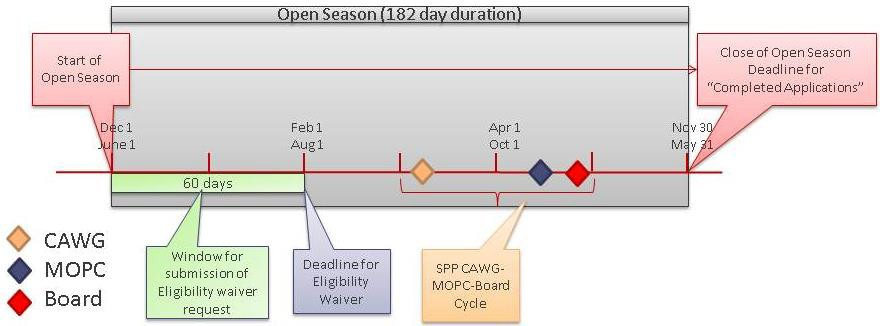 Open Season (182 day duration)
Start of
Open Season
Close of Open Season
Deadline for
“Completed Applications”
Dec 1
June 1
Feb 1
Aug 1
Apr 1
Oct 1
Nov 30
May 31
60 days
Window for
submission of
Eligibility waiver
request
Deadline for
Eligibility
Waiver
SPP CAWG-
MOPC-Board
Cycle
CAWG
MOPC
Board